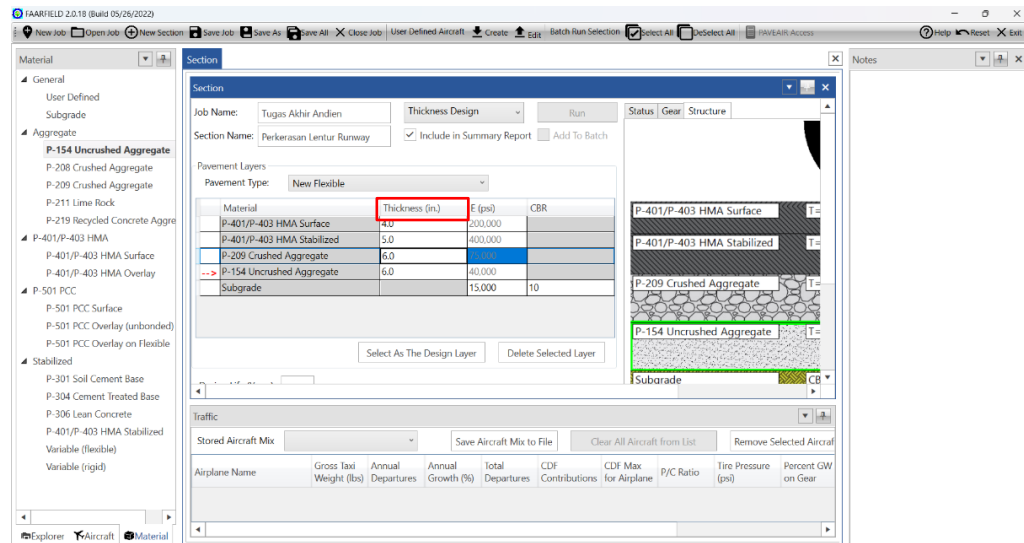 FAARFIELD 2.0.18 (Build 05/26/2022)
New Job Open Job New Section Save Job Save As Save All Close Job User Defined Aircraft Create Edit Batch Run Selection Select All DeSelect All PAVEAIR Access Help Reset Exit
Material
General
User Defined
Subgrade
Aggregate
P-154 Uncrushed Aggregate
P-208 Crushed Aggregate
P-209 Crushed Aggregate
P-211 Lime Rock
P-219 Recycled Concrete Aggre
P-401/P-403 HMA
P-401/P-403 HMA Surface
P-401/P-403 HMA Overlay
P-501 PCC
P-501 PCC Surface
P-501 PCC Overlay (unbonded)
P-501 PCC Overlay on Flexible
Stabilized
P-301 Soil Cement Base
P-304 Cement Treated Base
P-306 Lean Concrete
P-401/P-403 HMA Stabilized
Variable (flexible)
Variable (rigid)
Explorer Aircraft Material
Section
Section
Job Name: Tugas Akhir Andien Thickness Design Run
Section Name: Perkerasan Lentur Runway Include in Summary Report Add To Batch
Pavement Layers
Pavement Type: New Flexible
Material Thickness (in.) E (psi) CBR
P-401/P-403 HMA Surface 4.0 200,000
P-401/P-403 HMA Stabilized 5.0 400,000
P-209 Crushed Aggregate 6.0 75,000
--> P-154 Uncrushed Aggregate 6.0 40,000
Subgrade 15,000 10
Select As The Design Layer Delete Selected Layer
Status Gear Structure
P-401/P-403 HMA Surface T=
P-401/P-403 HMA Stabilized T=
P-209 Crushed Aggregate T=
P-154 Uncrushed Aggregate T=
Subgrade CB
Traffic
Stored Aircraft Mix Save Aircraft Mix to File Clear All Aircraft from List Remove Selected Aircraf
Airplane Name Gross Taxi Weight (lbs) Annual Departures Annual Growth (%) Total Departures CDF Contributions CDF Max for Airplane P/C Ratio Tire Pressure (psi) Percent GW on Gear
Notes